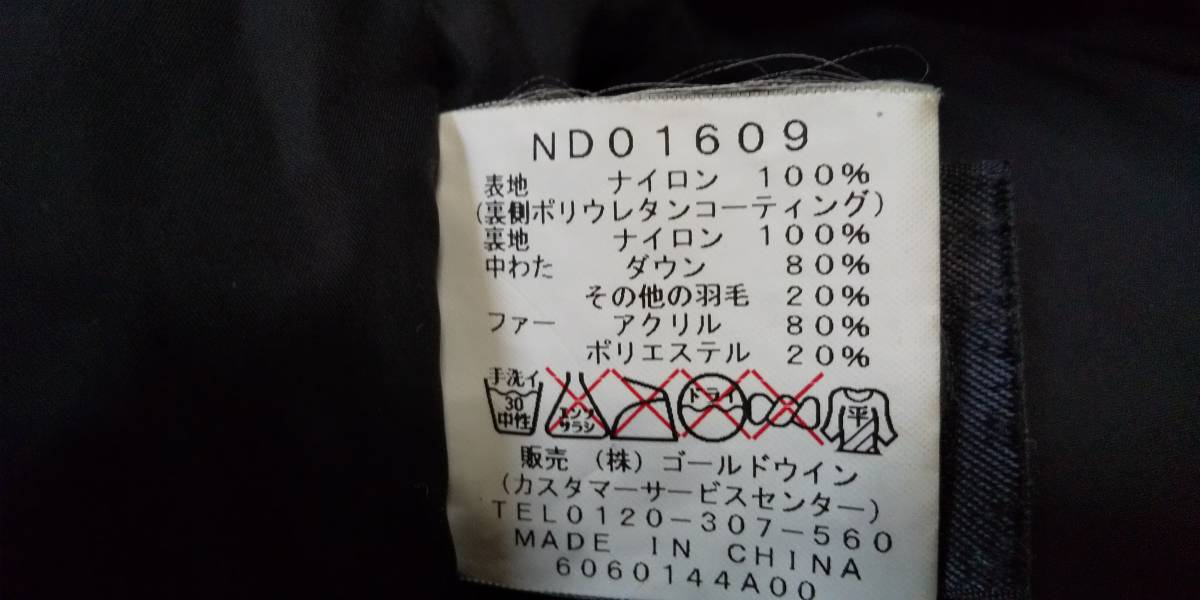 ND01609
表地 ナイロン 100%
(裏側ポリウレタンコーティング)
裏地 ナイロン 100%
中わた ダウン 80%
その他の羽毛 20%
ファー アクリル 80%
ポリエステル 20%
手洗イ 30 中性 エンソ サラシ ドライ 平
販売 (株)ゴールドウイン
(カスタマーサービスセンター)
TEL0120-307-560
MADE IN CHINA
6060144A00